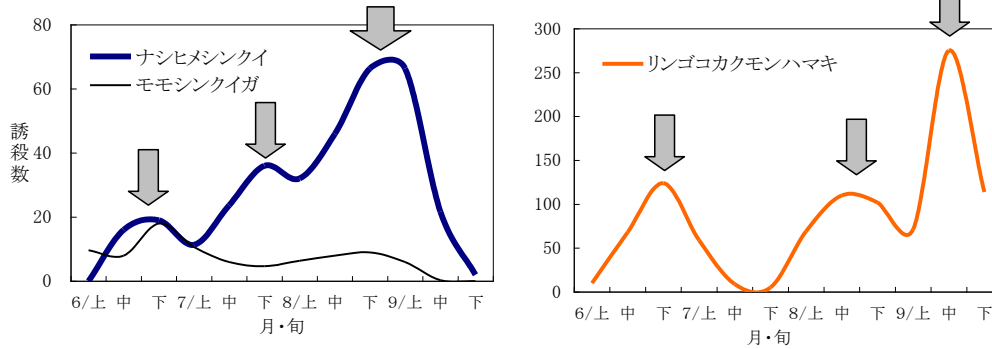 80
60
40
20
0
誘殺数
ナシヒメシンクイ
モモシンクイガ
6/上 中 下 7/上 中 下 8/上 中 下 9/上 中 下
月・旬
300
250
200
150
100
50
0
リンゴコカクモンハマキ
6/上 中 下 7/上 中 下 8/上 中 下 9/上 中 下
月・旬